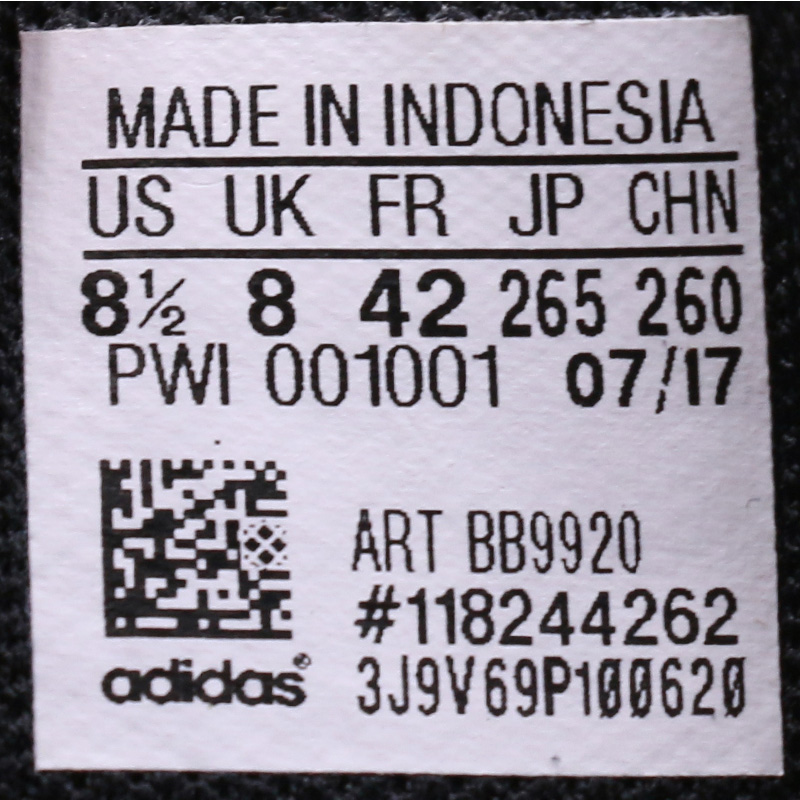 MADE IN INDONESIA
US UK FR JP CHN
8½ 8 42 265 260
PWI 001001 07/17
ART BB9920
#118244262
adidas®
3J9V69P100620